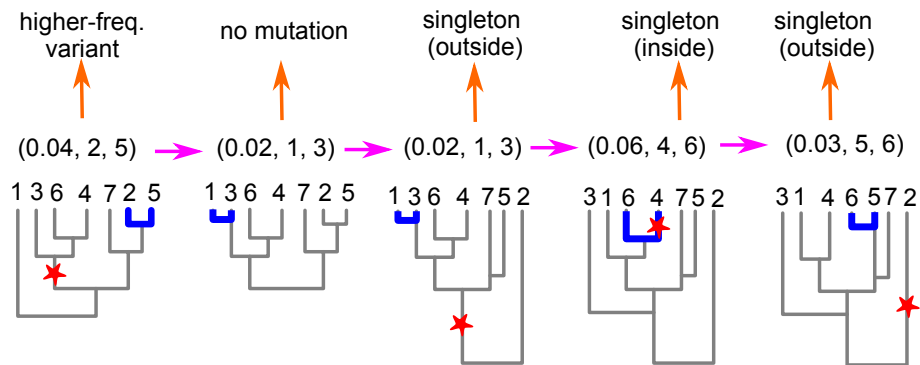 higher-freq.
variant
no mutation
singleton
(outside)
singleton
(inside)
singleton
(outside)
(0.04, 2, 5)
(0.02, 1, 3)
(0.02, 1, 3)
(0.06, 4, 6)
(0.03, 5, 6)
1 3 6 4 7 2 5
1 3 6 4 7 2 5
1 3 6 4 7 5 2
3 1 6 4 7 5 2
3 1 4 6 5 7 2